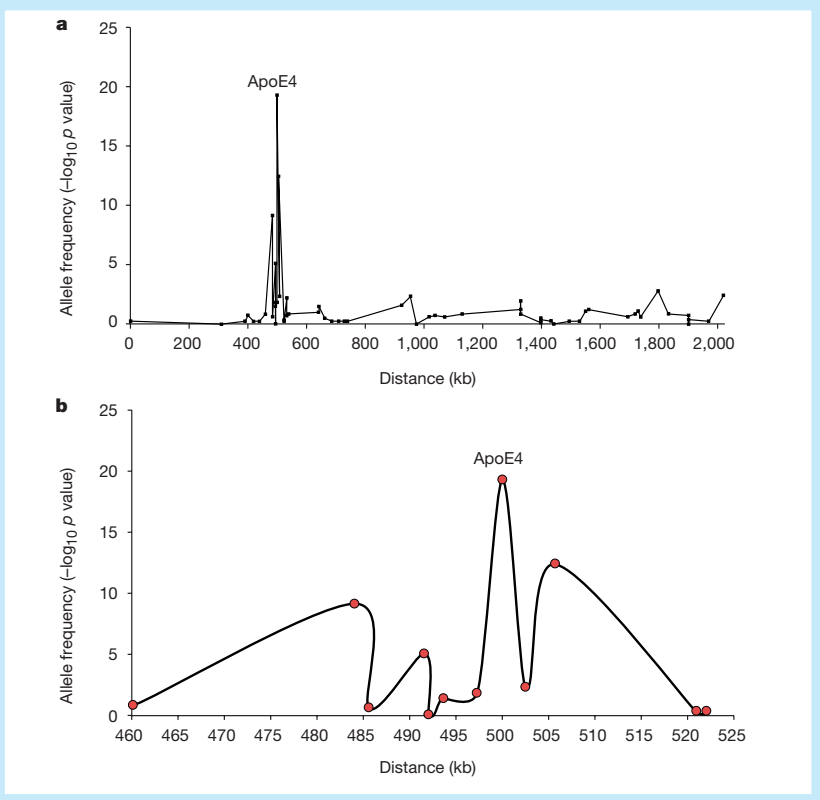 a
25
20
15
10
5
0
Allele frequency (–log10 p value)
ApoE4
0 200 400 600 800 1,000 1,200 1,400 1,600 1,800 2,000
Distance (kb)
b
25
20
15
10
5
0
Allele frequency (–log10 p value)
ApoE4
460 465 470 475 480 485 490 495 500 505 510 515 520 525
Distance (kb)